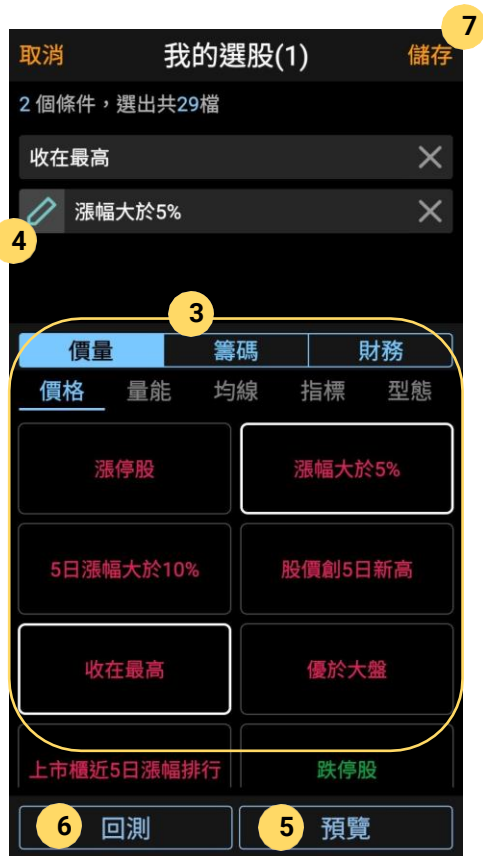 7
取消 我的選股(1) 儲存
2 個條件，選出共29檔
收在最高
漲幅大於5%
4
3
價量 籌碼 財務
價格 量能 均線 指標 型態
漲停股 漲幅大於5%
5日漲幅大於10% 股價創5日新高
收在最高 優於大盤
上市櫃近5日漲幅排行 跌停股
6 回測 5 預覽